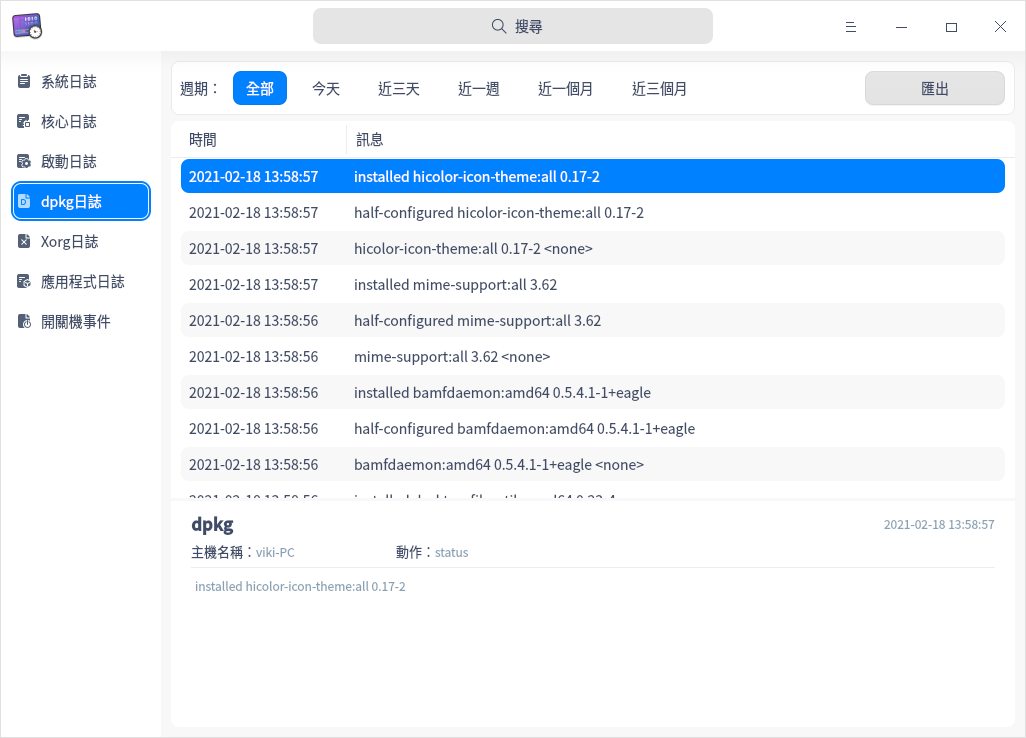 搜尋
系統日誌
核心日誌
啟動日誌
dpkg日誌
Xorg日誌
應用程式日誌
開關機事件
週期： 全部 今天 近三天 近一週 近一個月 近三個月 匯出
時間 訊息
2021-02-18 13:58:57 installed hicolor-icon-theme:all 0.17-2
2021-02-18 13:58:57 half-configured hicolor-icon-theme:all 0.17-2
2021-02-18 13:58:57 hicolor-icon-theme:all 0.17-2 <none>
2021-02-18 13:58:57 installed mime-support:all 3.62
2021-02-18 13:58:56 half-configured mime-support:all 3.62
2021-02-18 13:58:56 mime-support:all 3.62 <none>
2021-02-18 13:58:56 installed bamfdaemon:amd64 0.5.4.1-1+eagle
2021-02-18 13:58:56 half-configured bamfdaemon:amd64 0.5.4.1-1+eagle
2021-02-18 13:58:56 bamfdaemon:amd64 0.5.4.1-1+eagle <none>
dpkg 2021-02-18 13:58:57
主機名稱：viki-PC 動作：status
installed hicolor-icon-theme:all 0.17-2